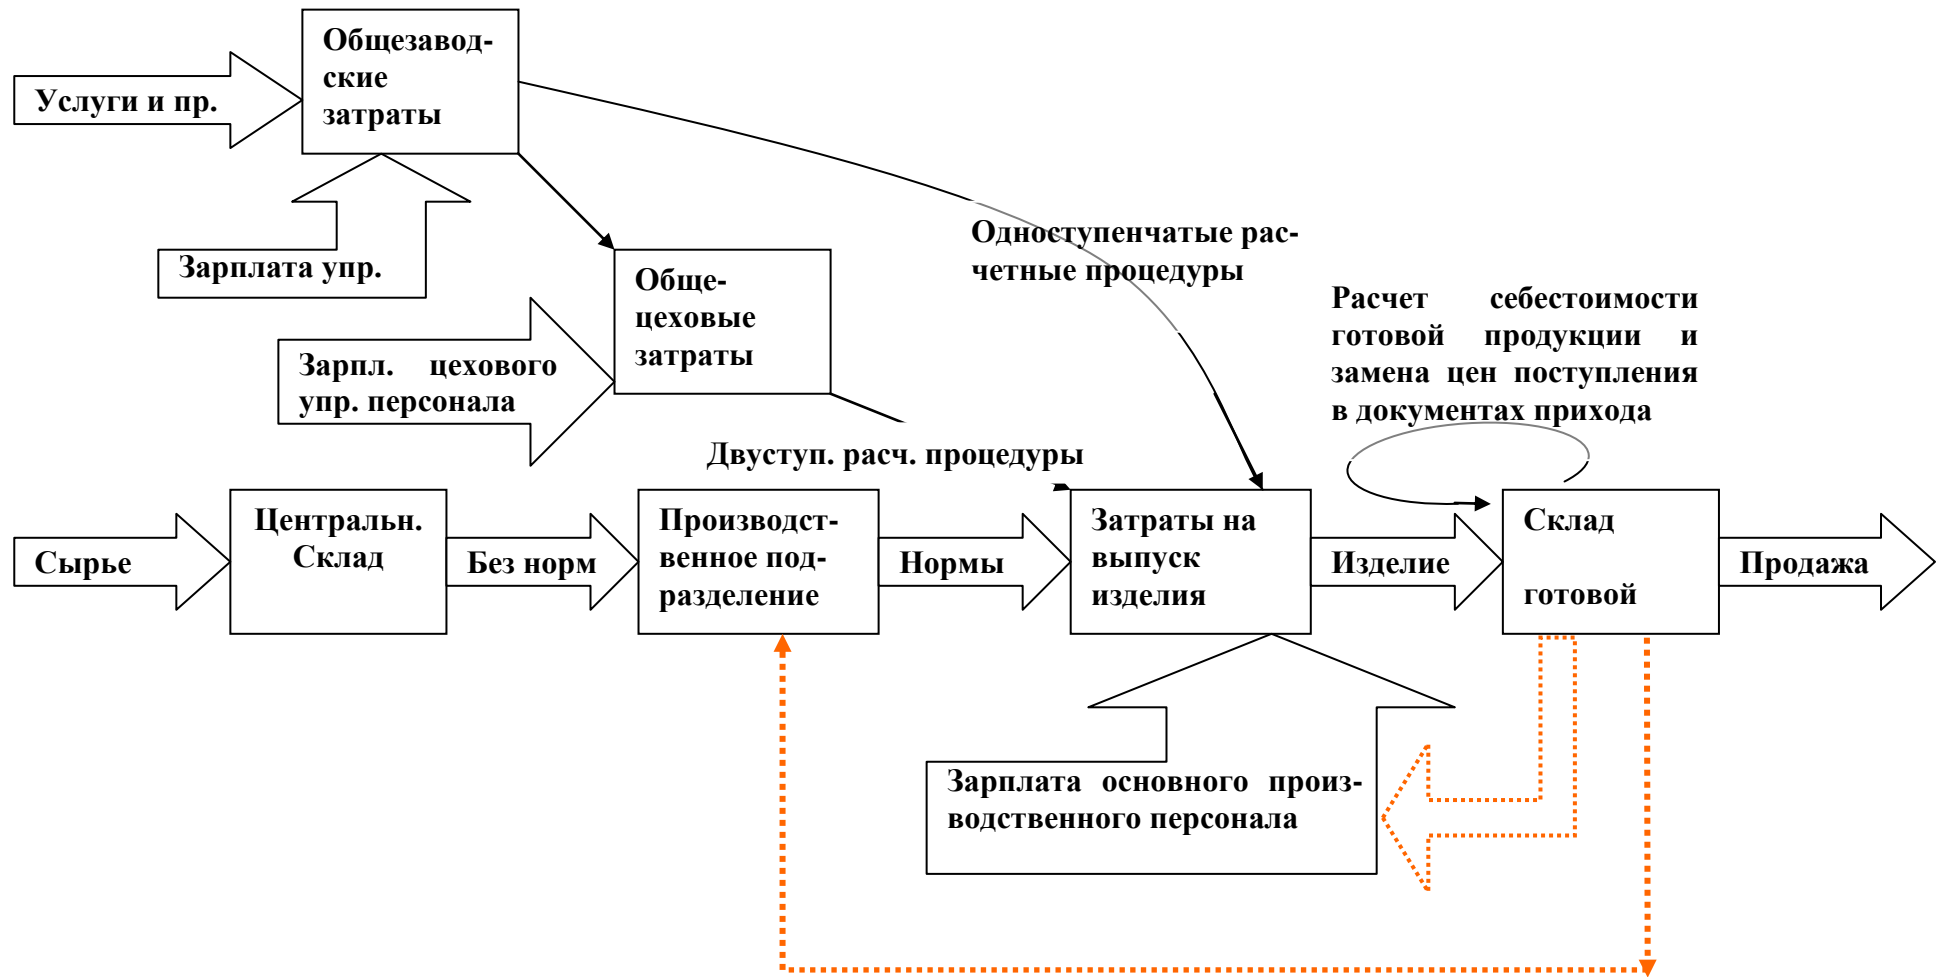 Общезавод-
ские
затраты
Услуги и пр.
Зарплата упр.
Обще-
цеховые
затраты
Зарпл. цехового
упр. персонала
Одноступенчатые рас-
четные процедуры
Расчет себестоимости
готовой продукции и
замена цен поступления
в документах прихода
Двуступ. расч. процедуры
Сырье
Центральн.
Склад
Без норм
Производст-
венное под-
разделение
Нормы
Затраты на
выпуск
изделия
Изделие
Склад
готовой
Продажа
Зарплата основного произ-
водственного персонала